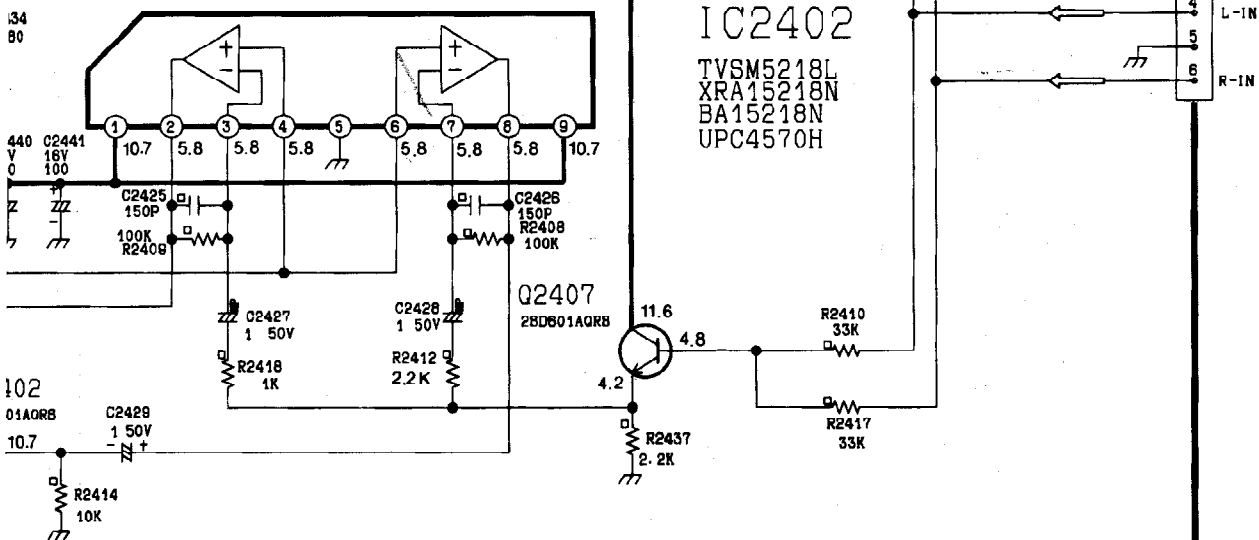 34
80
IC2402
TVSM5218L
XRA15218N
BA15218N
UPC4570H
4 L-IN
5
6 R-IN
+
−
+
−
1 2 3 4 5 6 7 8 9
10.7 5.8 5.8 5.8 5.8 5.8 5.8 10.7
440 C2441
V 16V
0 100
+
-
C2425
150P
100K
R2409
C2426
150P
R2408
100K
C2427
1 50V
C2428
1 50V
Q2407
2SD601AQRB
11.6
4.8
4.2
R2410
33K
R2417
33K
R2418
1K
R2412
2.2K
R2437
2.2K
402
01AQRB
10.7
C2429
1 50V
- +
R2414
10K